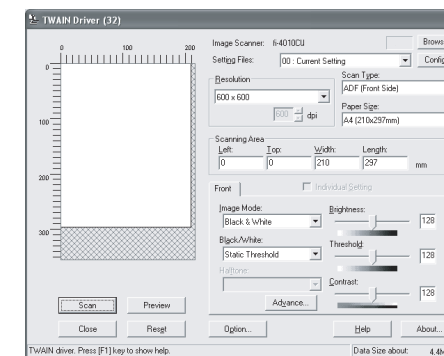 TWAIN Driver (32)
Image Scanner: fi-4010CU
Brows
Setting Files: 00 : Current Setting
Config
0 100 200
0
100
200
300
Resolution
600 x 600
600 dpi
Scan Type:
ADF (Front Side)
Paper Size:
A4 (210x297mm)
Scanning Area
Left: Top: Width: Length:
0 0 210 297 mm
Front
Individual Setting
Image Mode:
Black & White
Brightness:
128
Black/White:
Static Threshold
Threshold:
128
Halftone:
Contrast:
128
Advance...
Scan Preview
Close Reset
Option... Help About...
TWAIN driver. Press [F1] key to show help.
Data Size about: 4.4M